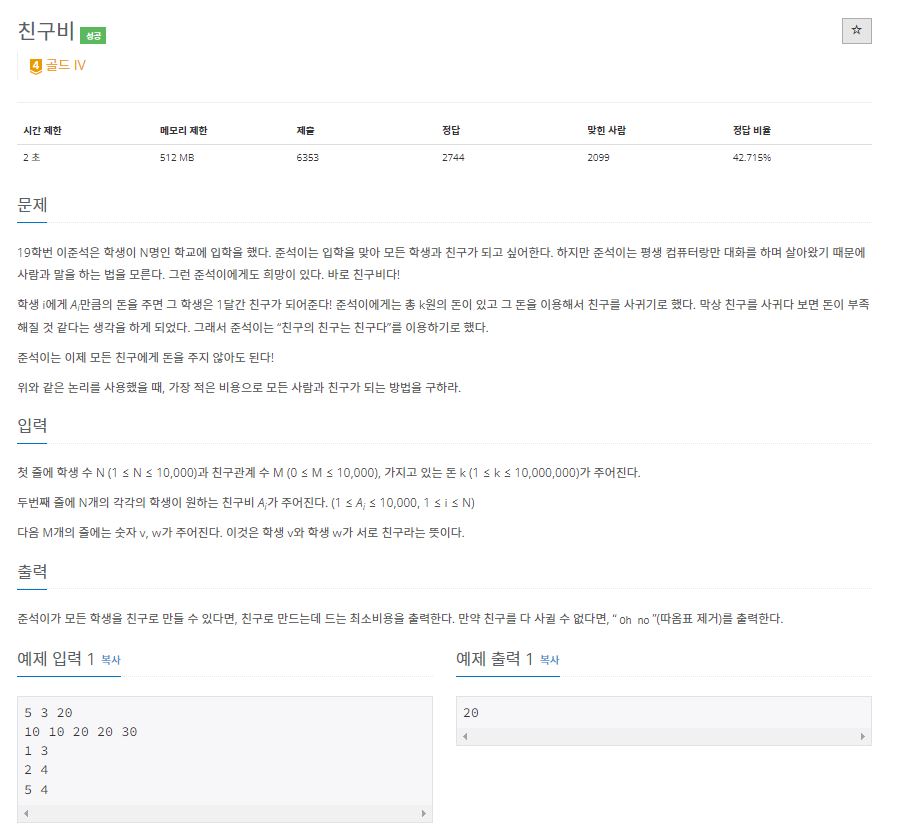 친구비 성공
☆
4 골드 IV
시간 제한 메모리 제한 제출 정답 맞힌 사람 정답 비율
2 초 512 MB 6353 2744 2099 42.715%
문제
19학번 이준석은 학생이 N명인 학교에 입학을 했다. 준석이는 입학을 맞아 모든 학생과 친구가 되고 싶어한다. 하지만 준석이는 평생 컴퓨터랑만 대화를 하며 살아왔기 때문에
사람과 말을 하는 법을 모른다. 그런 준석이에게도 희망이 있다. 바로 친구비다!
학생 i에게 Ai만큼의 돈을 주면 그 학생은 1달간 친구가 되어준다! 준석이에게는 총 k원의 돈이 있고 그 돈을 이용해서 친구를 사귀기로 했다. 막상 친구를 사귀다 보면 돈이 부족
해질 것 같다는 생각을 하게 되었다. 그래서 준석이는 “친구의 친구는 친구다”를 이용하기로 했다.
준석이는 이제 모든 친구에게 돈을 주지 않아도 된다!
위와 같은 논리를 사용했을 때, 가장 적은 비용으로 모든 사람과 친구가 되는 방법을 구하라.
입력
첫 줄에 학생 수 N (1 ≤ N ≤ 10,000)과 친구관계 수 M (0 ≤ M ≤ 10,000), 가지고 있는 돈 k (1 ≤ k ≤ 10,000,000)가 주어진다.
두번째 줄에 N개의 각각의 학생이 원하는 친구비 Ai가 주어진다. (1 ≤ Ai ≤ 10,000, 1 ≤ i ≤ N)
다음 M개의 줄에는 숫자 v, w가 주어진다. 이것은 학생 v와 학생 w가 서로 친구라는 뜻이다.
출력
준석이가 모든 학생을 친구로 만들 수 있다면, 친구로 만드는데 드는 최소비용을 출력한다. 만약 친구를 다 사귈 수 없다면, “Oh no”(따옴표 제거)를 출력한다.
예제 입력 1 복사
5 3 20
10 10 20 20 30
1 3
2 4
5 4
예제 출력 1 복사
20